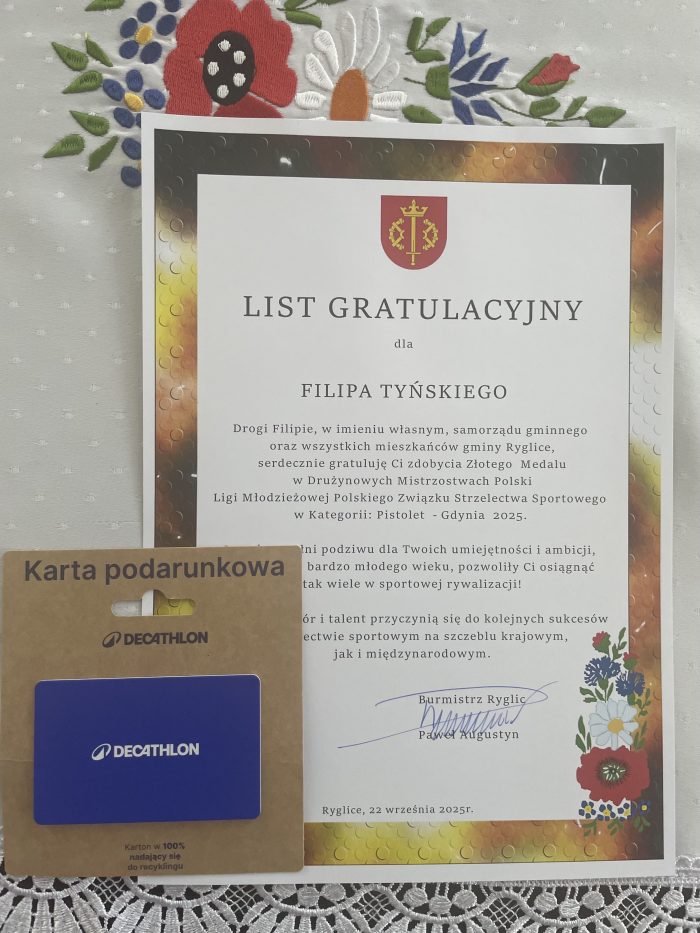 LIST GRATULACYJNY
dla
FILIPA TYŃSKIEGO
Drogi Filipie, w imieniu własnym, samorządu gminnego
oraz wszystkich mieszkańców gminy Ryglice,
serdecznie gratuluję Ci zdobycia Złotego Medalu
w Drużynowych Mistrzostwach Polski
Ligi Młodzieżowej Polskiego Związku Strzelectwa Sportowego
w Kategorii: Pistolet - Gdynia 2025.
podziwu dla Twoich umiejętności i ambicji,
bardzo młodego wieku, pozwoliły Ci osiągnąć
tak wiele w sportowej rywalizacji!
i talent przyczynią się do kolejnych sukcesów
sportowym na szczeblu krajowym,
jak i międzynarodowym.
Burmistrz Ryglic
Paweł Augustyn
Ryglice, 22 września 2025r.
Karta podarunkowa
DECATHLON
DECATHLON
Karton w 100%
nadający się
do recyklingu